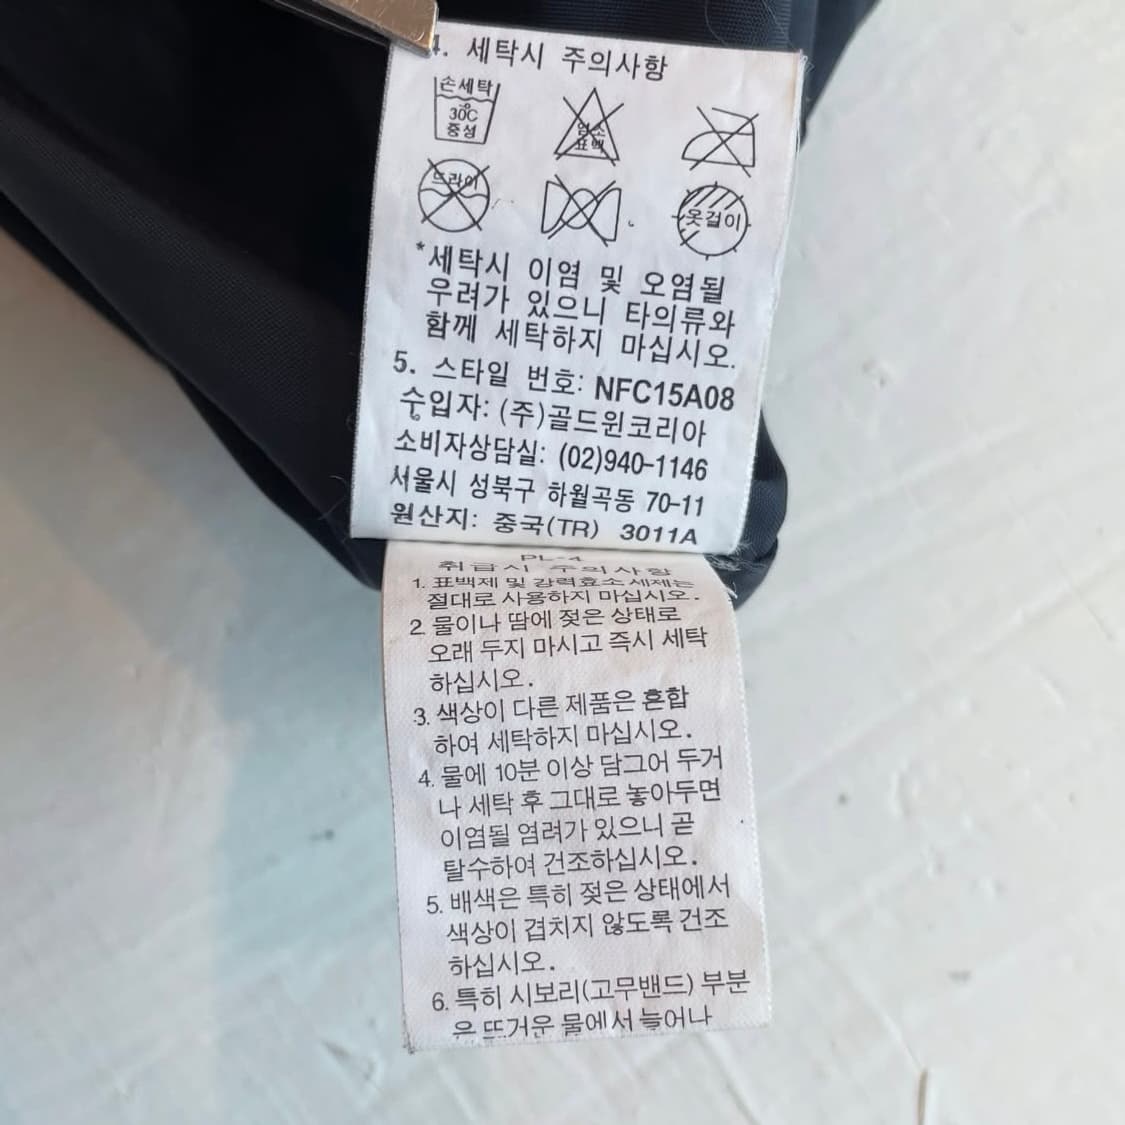 4. 세탁시 주의사항
손세탁
30℃
중성
염소
표백
드라이
옷걸이
*세탁시 이염 및 오염될
우려가 있으니 타의류와
함께 세탁하지 마십시오.
5. 스타일 번호: NFC15A08
수입자: (주)골드윈코리아
소비자상담실: (02)940-1146
서울시 성북구 하월곡동 70-11
원산지: 중국(TR) 3011A
PL-4
취급시 주의사항
1. 표백제 및 강력효소 세제는
절대로 사용하지 마십시오.
2. 물이나 땀에 젖은 상태로
오래 두지 마시고 즉시 세탁
하십시오.
3. 색상이 다른 제품은 혼합
하여 세탁하지 마십시오.
4. 물에 10분 이상 담그어 두거
나 세탁 후 그대로 놓아두면
이염될 염려가 있으니 곧
탈수하여 건조하십시오.
5. 배색은 특히 젖은 상태에서
색상이 겹치지 않도록 건조
하십시오.
6. 특히 시보리(고무밴드) 부분
은 뜨거운 물에서 늘어나